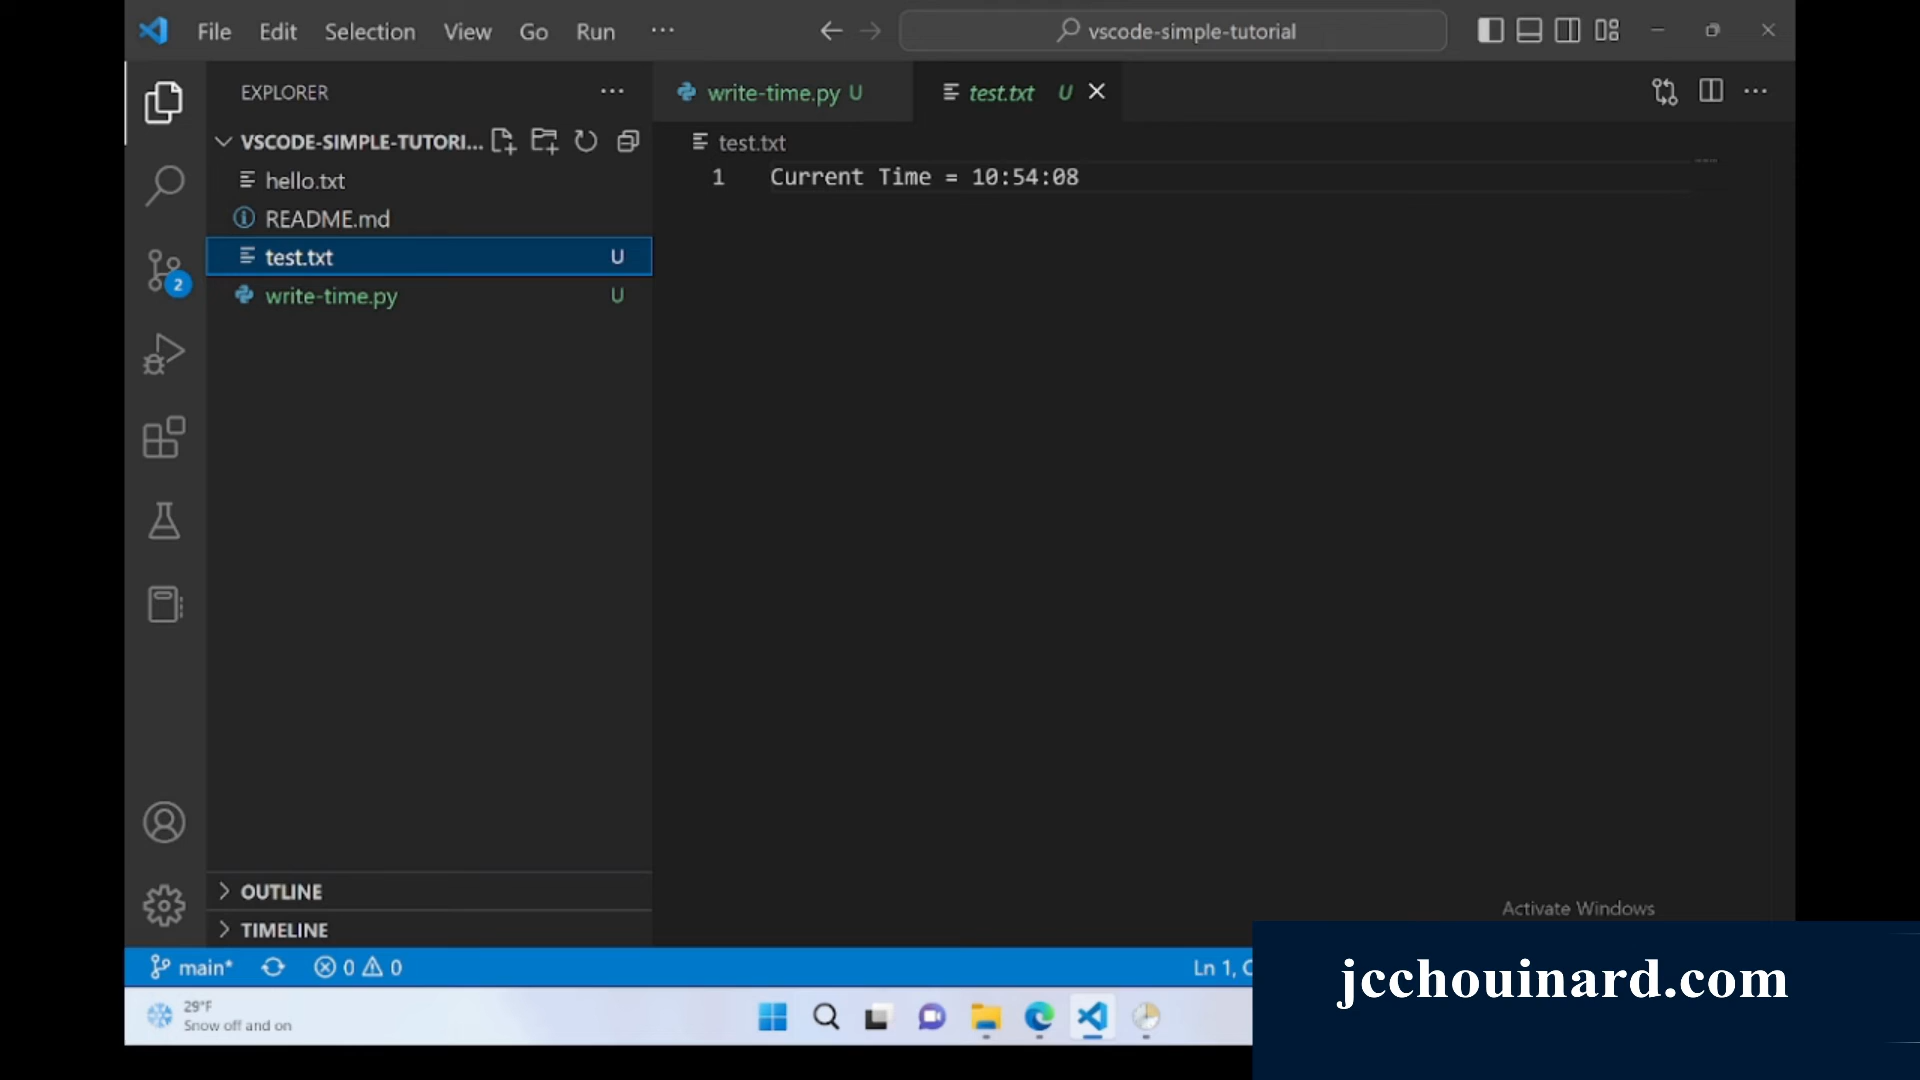 File Edit Selection View Go Run ···
vscode-simple-tutorial
EXPLORER
write-time.py U
test.txt U
VSCODE-SIMPLE-TUTORI...
test.txt
hello.txt
1 Current Time = 10:54:08
README.md
test.txt U
write-time.py U
2
OUTLINE
TIMELINE
Activate Windows
main* 0 0
Ln 1, C
29°F
Snow off and on
jcchouinard.com